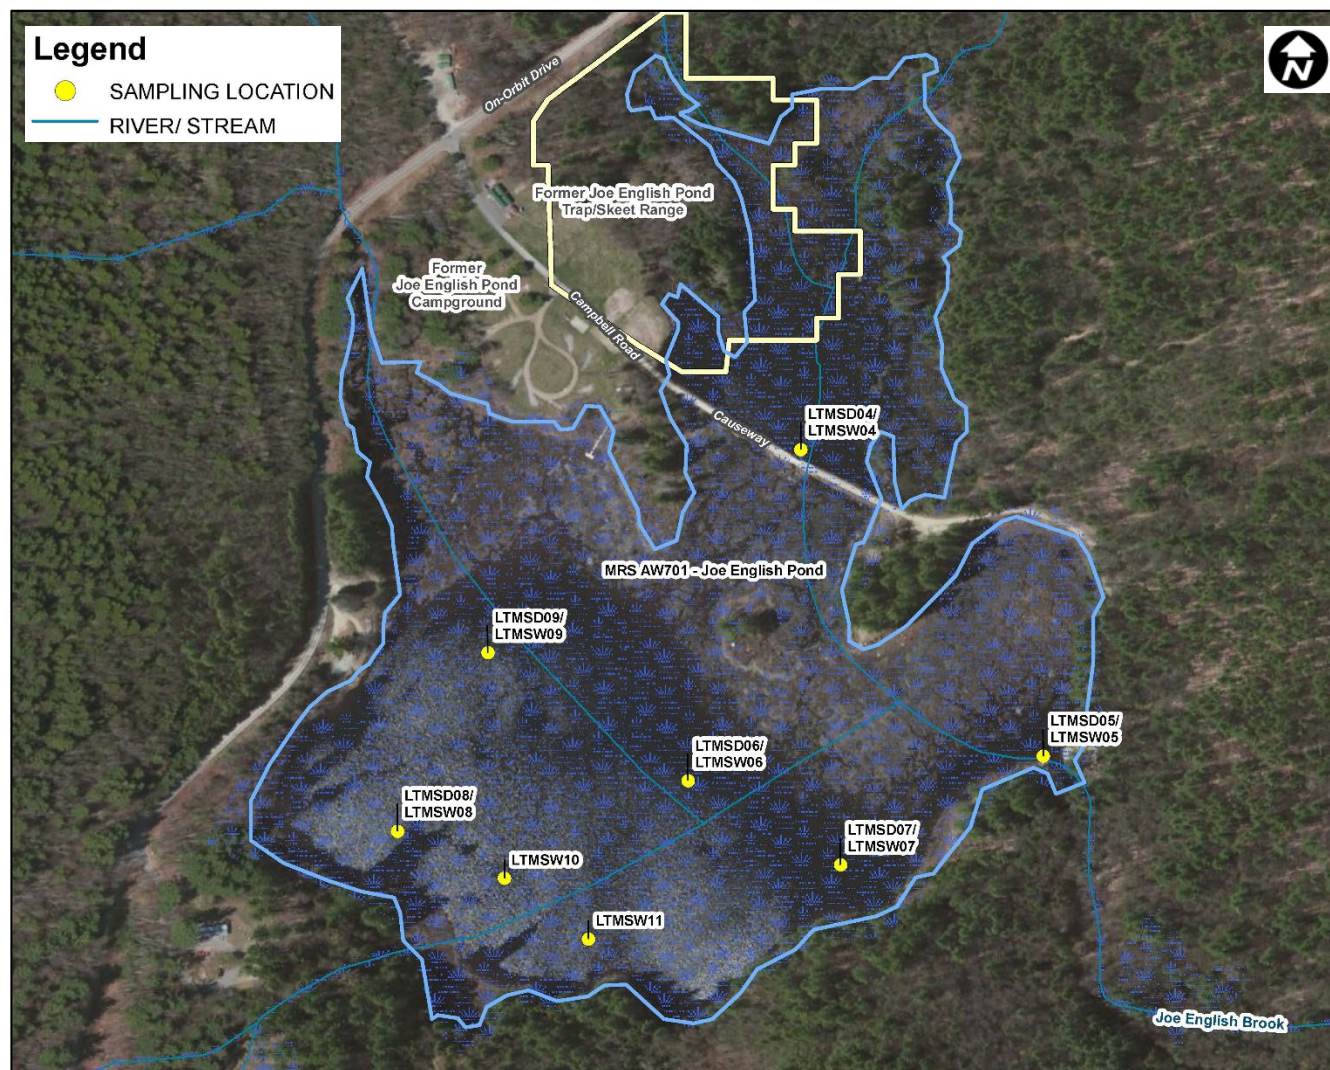 Legend
SAMPLING LOCATION
RIVER/ STREAM
N
On-Orbit Drive
Former Joe English Pond
Trap/Skeet Range
Former
Joe English Pond
Campground
Campbell Road
Causeway
LTMSD04/
LTMSW04
MRS AW701 - Joe English Pond
LTMSD09/
LTMSW09
LTMSD05/
LTMSW05
LTMSD06/
LTMSW06
LTMSD08/
LTMSW08
LTMSD07/
LTMSW07
LTMSW10
LTMSW11
Joe English Brook